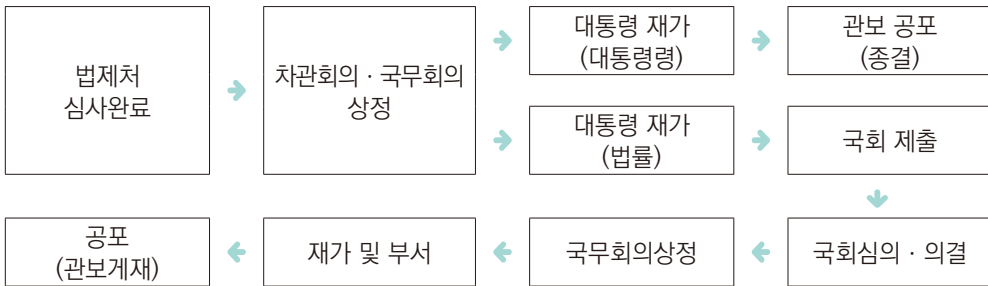 법제처
심사완료
차관회의 · 국무회의
상정
대통령 재가
(대통령령)
관보 공포
(종결)
대통령 재가
(법률)
국회 제출
국회심의 · 의결
국무회의상정
재가 및 부서
공포
(관보게재)